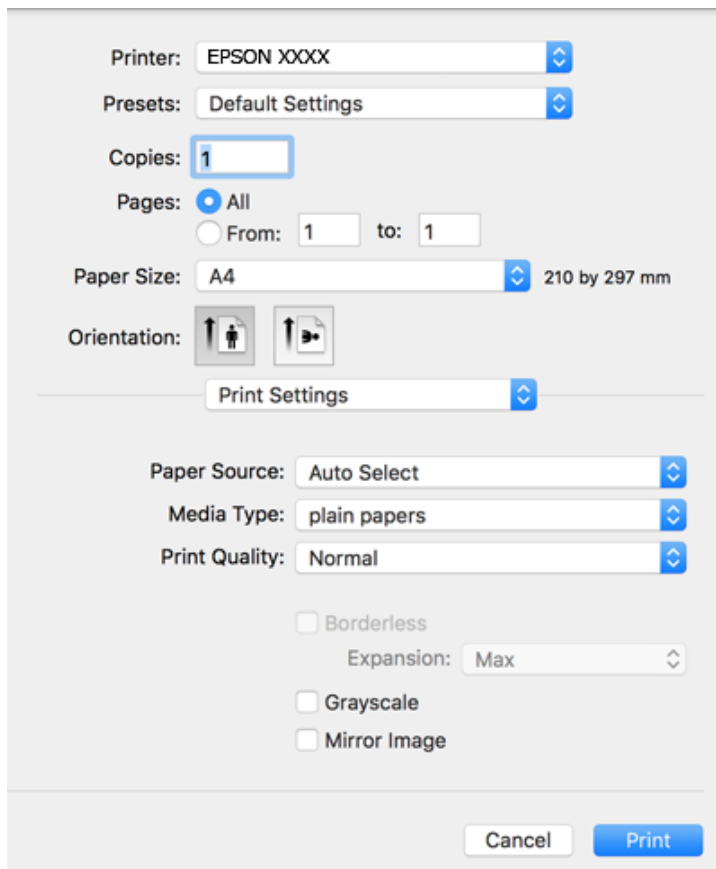 Printer: EPSON XXXX
Presets: Default Settings
Copies: 1
Pages: All
From: 1 to: 1
Paper Size: A4 210 by 297 mm
Orientation:
Print Settings
Paper Source: Auto Select
Media Type: plain papers
Print Quality: Normal
Borderless
Expansion: Max
Grayscale
Mirror Image
Cancel Print